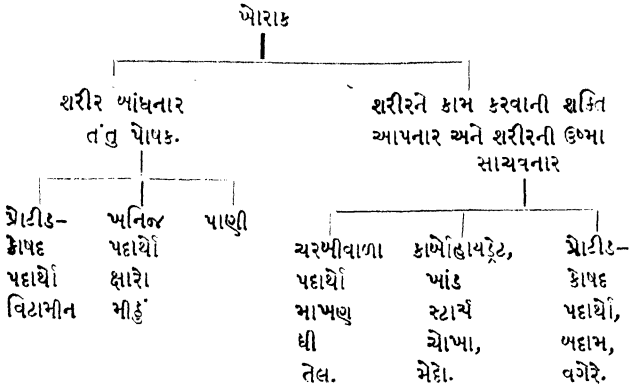 ખોરાક
શરીર બાંધનાર
તંતુ પોષક.
શરીરને કામ કરવાની શક્તિ
આપનાર અને શરીરની ઉષ્મા
સાચવનાર
પ્રોટીડ–
કોષદ
પદાર્થો
વિટામીન
ખનિજ
પદાર્થો
ક્ષારો
મીઠું
પાણી
ચરબીવાળા
પદાર્થો
માખણ
ઘી
તેલ.
કાર્બોહાયડ્રેટ,
ખાંડ
સ્ટાર્ચ
ચોખા,
મેદો.
પ્રોટીડ–
કોષદ
પદાર્થો,
બદામ,
વગેરે.